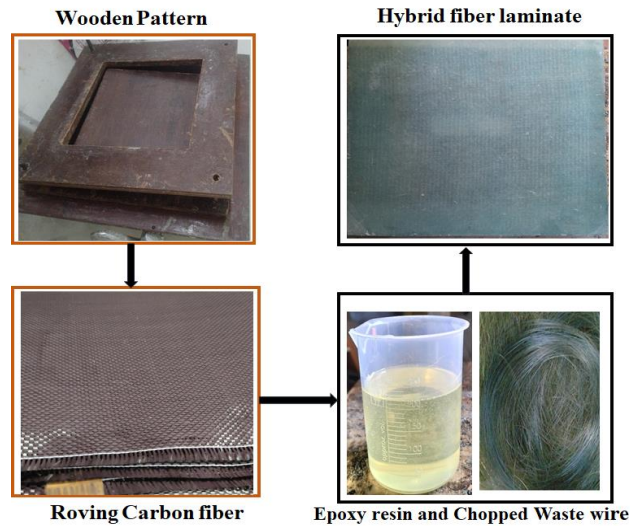 Wooden Pattern
Hybrid fiber laminate
Roving Carbon fiber
Epoxy resin and Chopped Waste wire